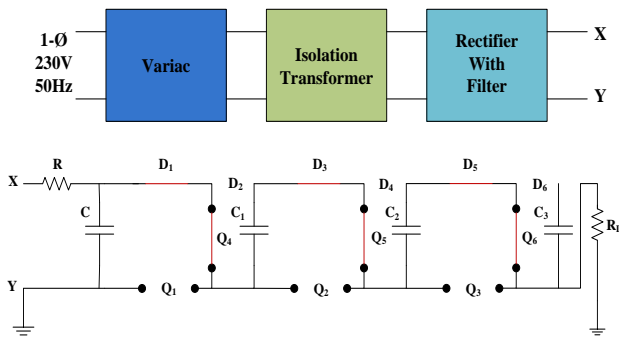 1-Ø
230V
50Hz
Variac
Isolation
Transformer
Rectifier
With
Filter
X
Y
X R D1 D2 D3 D4 D5 D6
C C1 C2 C3
Q4 Q5 Q6 RL
Y Q1 Q2 Q3